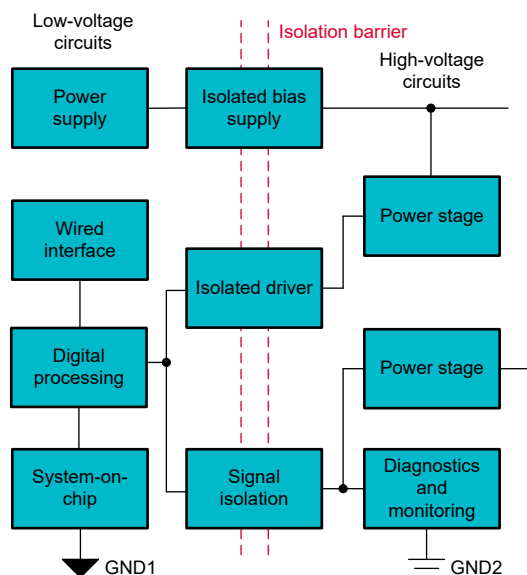 Low-voltage
circuits
Isolation barrier
High-voltage
circuits
Power
supply
Isolated bias
supply
Wired
interface
Power stage
Isolated driver
Digital
processing
Power stage
System-on-
chip
Signal
isolation
Diagnostics
and
monitoring
GND1
GND2